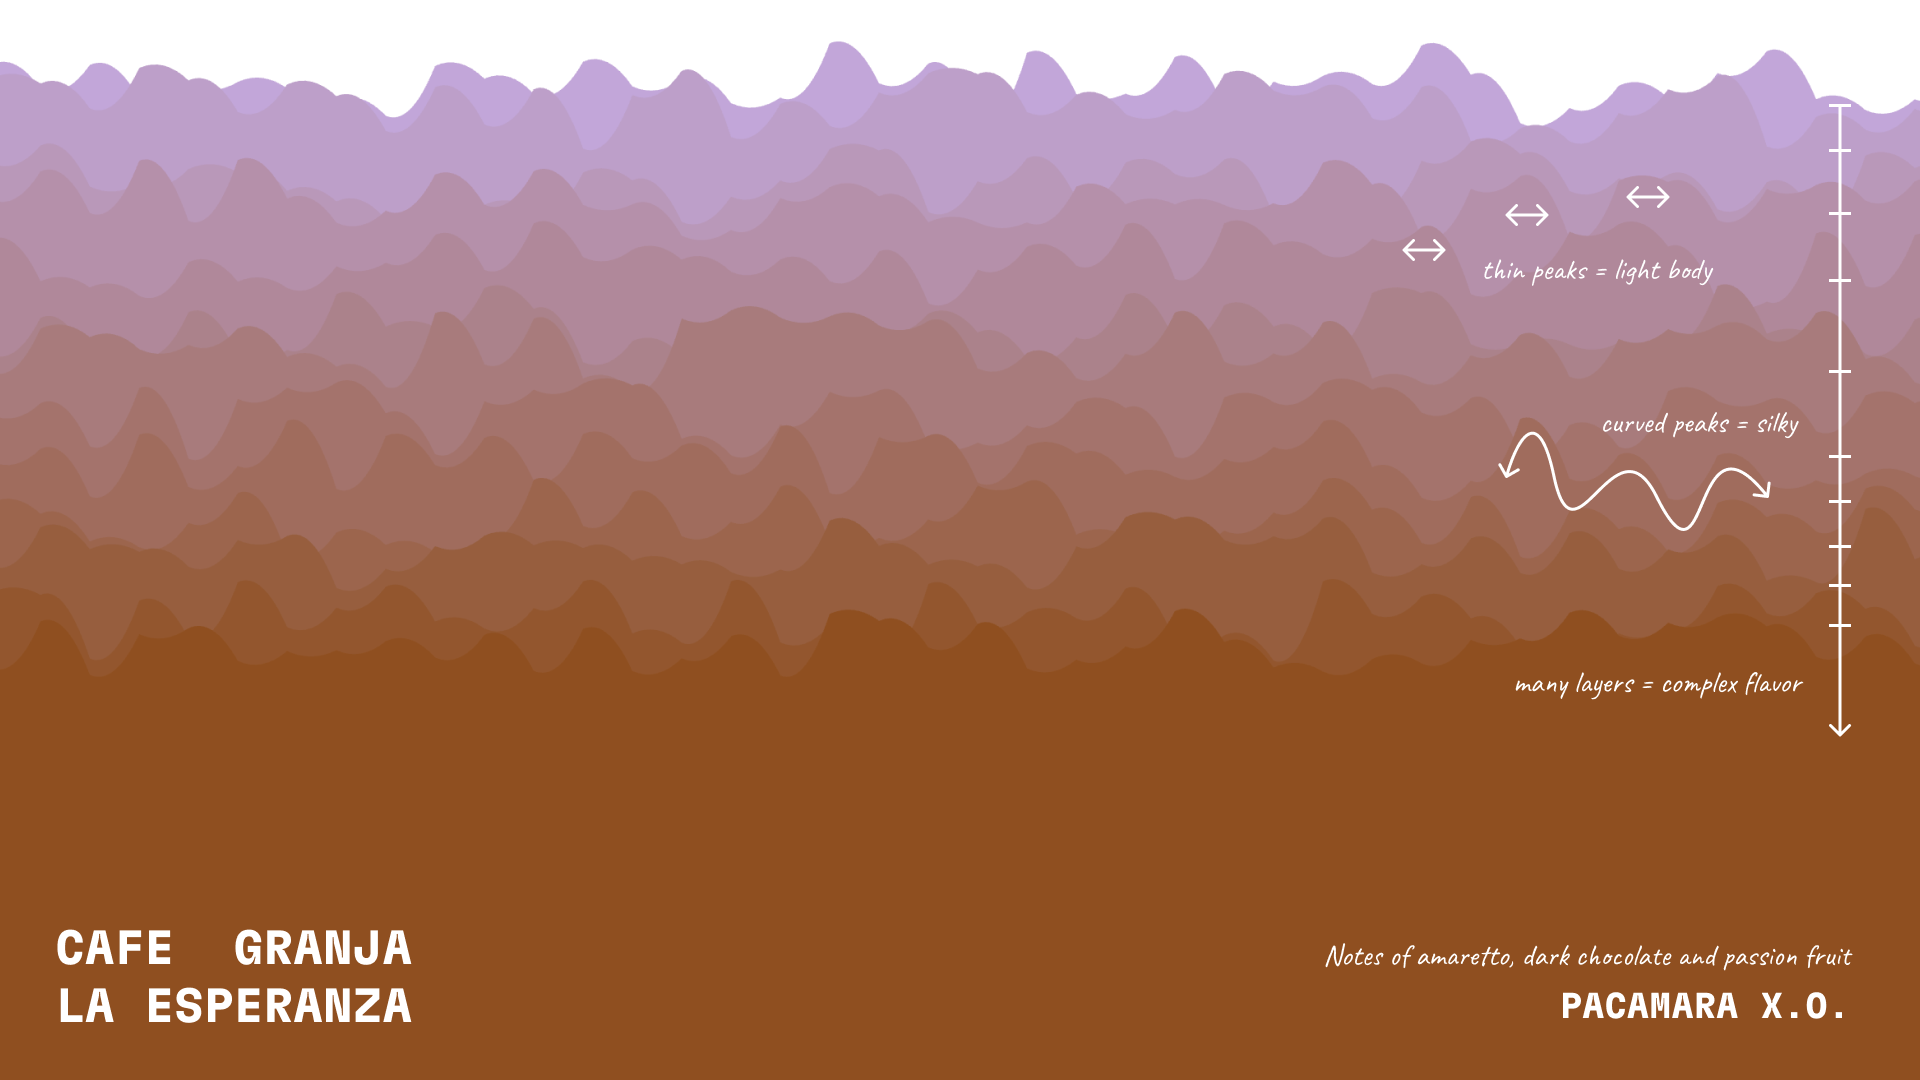 thin peaks = light body
curved peaks = silky
many layers = complex flavor
CAFE GRANJA
LA ESPERANZA
Notes of amaretto, dark chocolate and passion fruit
PACAMARA X.O.